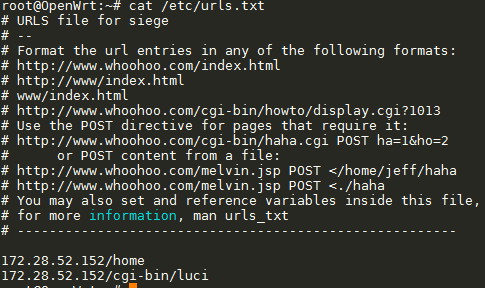 root@OpenWrt:~# cat /etc/urls.txt
# URLS file for siege
# --
# Format the url entries in any of the following formats:
# http://www.whoohoo.com/index.html
# http://www/index.html
# www/index.html
# http://www.whoohoo.com/cgi-bin/howto/display.cgi?1013
# Use the POST directive for pages that require it:
# http://www.whoohoo.com/cgi-bin/haha.cgi POST ha=1&ho=2
#      or POST content from a file:
# http://www.whoohoo.com/melvin.jsp POST </home/jeff/haha
# http://www.whoohoo.com/melvin.jsp POST <./haha
# You may also set and reference variables inside this file,
# for more information, man urls_txt
# -------------------------------------------------------
172.28.52.152/home
172.28.52.152/cgi-bin/luci
root@OpenWrt:~#